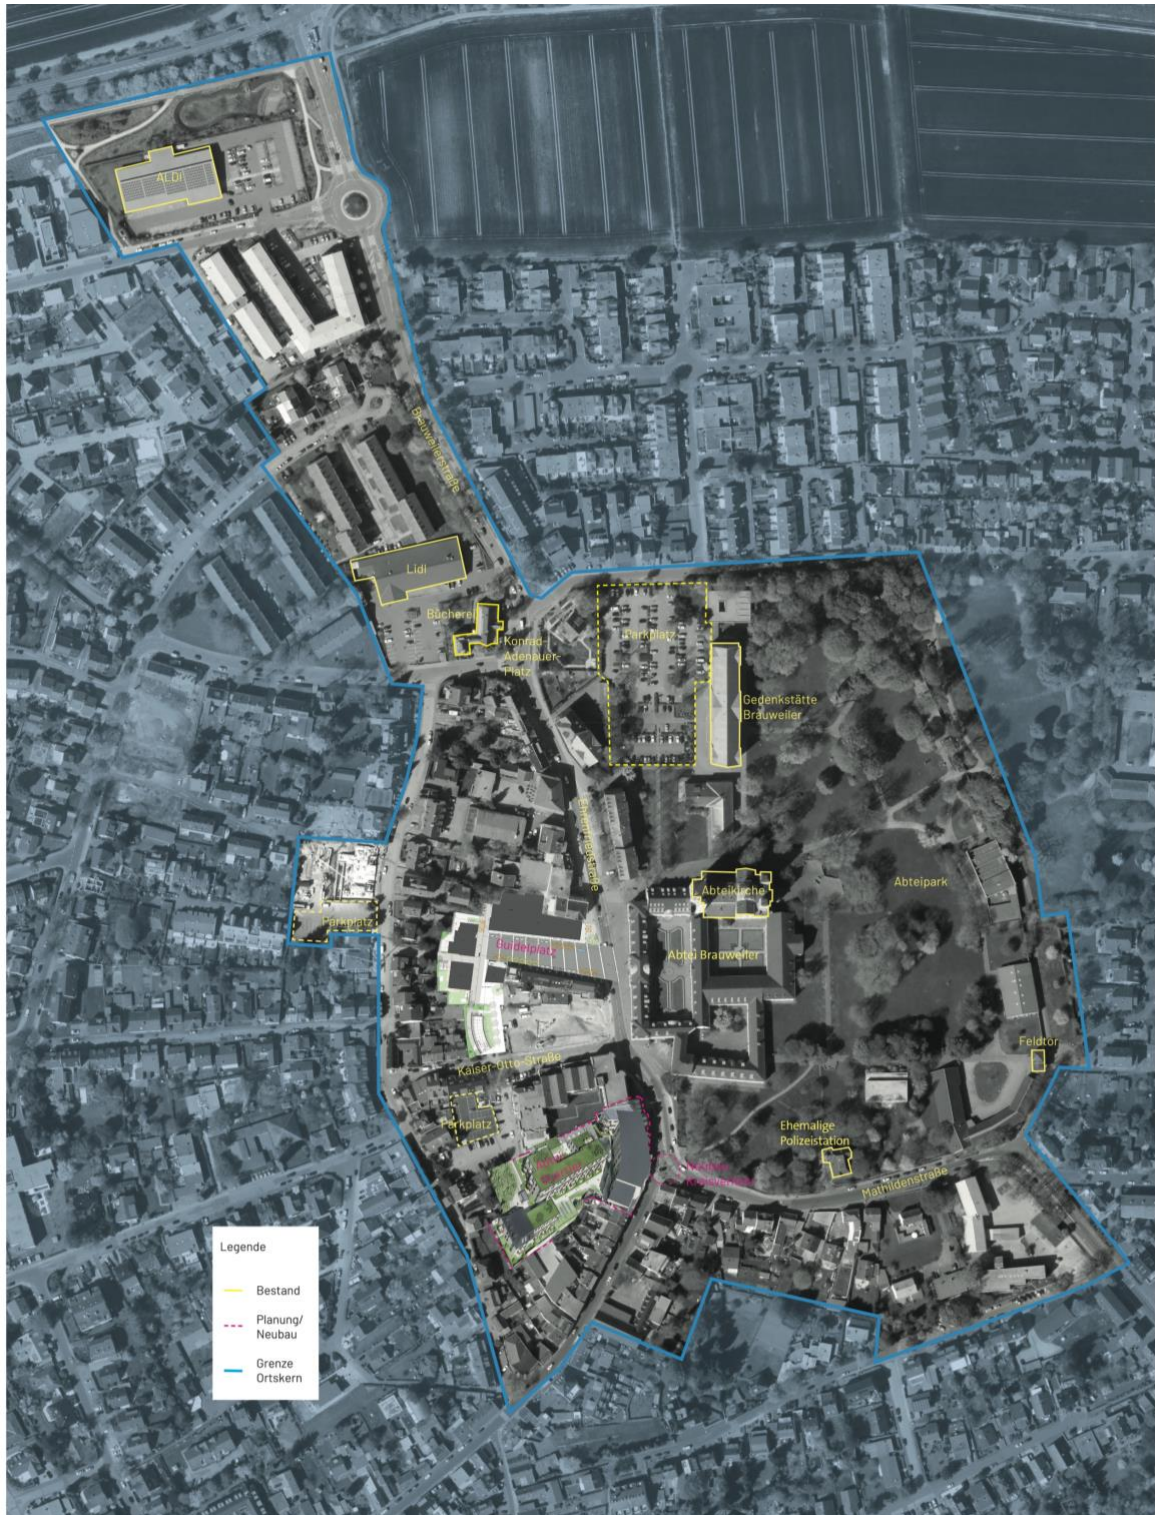 ALDI
Brauweilerstraße
Lidl
Bücherei
Konrad-
Adenauer-
Platz
Parkplatz
Gedenkstätte
Brauweiler
Ehrenfriedstraße
Abteikirche
Abteipark
Parkplatz
Guidelplatz
Abtei Brauweiler
Feldtor
Kaiser-Otto-Straße
Parkplatz
Ehemalige
Polizeistation
Mathildenstraße
Legende
Bestand
Planung/
Neubau
Grenze
Ortskern